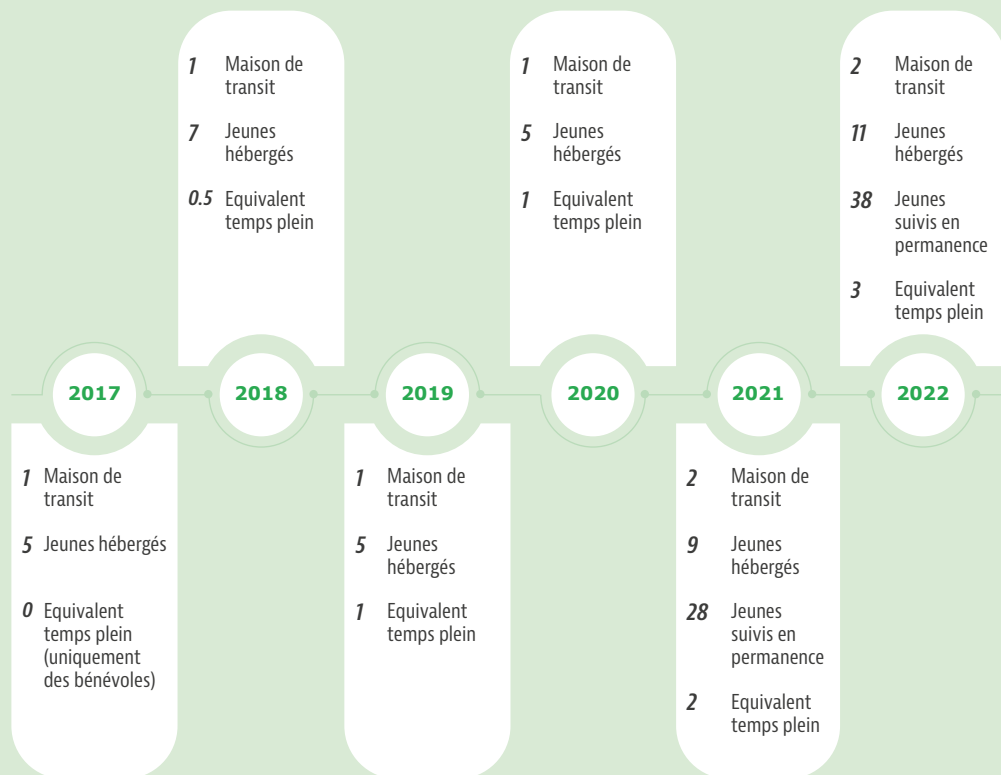 2017
1 Maison de
transit
5 Jeunes hébergés
0 Equivalent
temps plein
(uniquement
des bénévoles)
2018
1 Maison de
transit
7 Jeunes
hébergés
0.5 Equivalent
temps plein
2019
1 Maison de
transit
5 Jeunes
hébergés
1 Equivalent
temps plein
2020
1 Maison de
transit
5 Jeunes
hébergés
1 Equivalent
temps plein
2021
2 Maison de
transit
9 Jeunes
hébergés
28 Jeunes
suivis en
permanence
2 Equivalent
temps plein
2022
2 Maison de
transit
11 Jeunes
hébergés
38 Jeunes
suivis en
permanence
3 Equivalent
temps plein